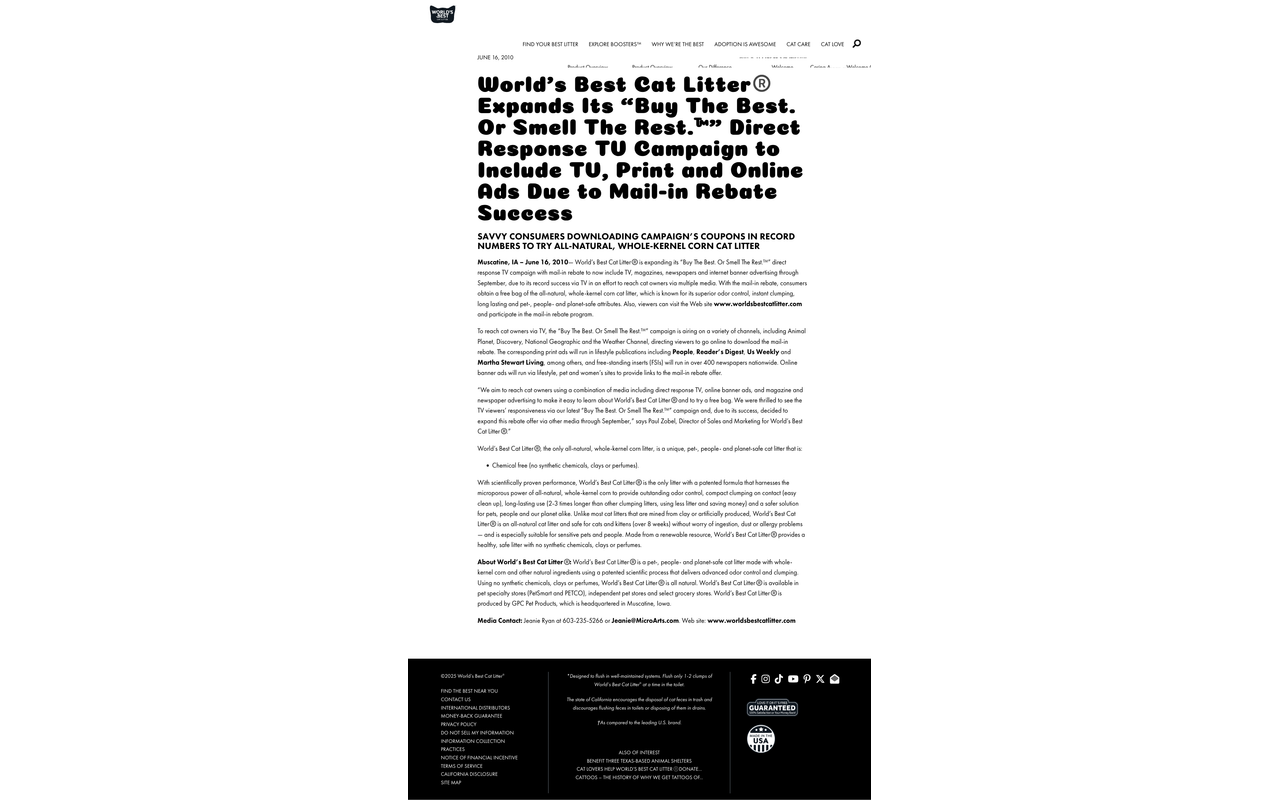 WORLD'S
BEST
FIND YOUR BEST LITTER EXPLORE BOOSTERS™ WHY WE'RE THE BEST ADOPTION IS AWESOME CAT CARE CAT LOVE
JUNE 16, 2010
Product Overview Product Overview Our Difference Welcome
World's Best Cat Litter®
Expands Its “Buy The Best.
Or Smell The Rest.™” Direct
Response TV Campaign to
Include TV, Print and Online
Ads Due to Mail-in Rebate
Success
SAVVY CONSUMERS DOWNLOADING CAMPAIGN'S COUPONS IN RECORD
NUMBERS TO TRY ALL-NATURAL, WHOLE-KERNEL CORN CAT LITTER
Muscatine, IA – June 16, 2010— World's Best Cat Litter® is expanding its “Buy The Best. Or Smell The Rest.™” direct
response TV campaign with mail-in rebate to now include TV, magazines, newspapers and internet banner advertising through
September, due to its record success via TV in an effort to reach cat owners via multiple media. With the mail-in rebate, consumers
obtain a free bag of the all-natural, whole-kernel corn cat litter, which is known for its superior odor control, instant clumping,
long lasting and pet-, people- and planet-safe attributes. Also, viewers can visit the Web site www.worldsbestcatlitter.com
and participate in the mail-in rebate program.
To reach cat owners via TV, the “Buy The Best. Or Smell The Rest.™” campaign is airing on a variety of channels, including Animal
Planet, Discovery, National Geographic and the Weather Channel, directing viewers to go online to download the mail-in
rebate. The corresponding print ads will run in lifestyle publications including People, Reader's Digest, Us Weekly and
Martha Stewart Living, among others, and free-standing inserts (FSIs) will run in over 400 newspapers nationwide. Online
banner ads will run via lifestyle, pet and women's sites to provide links to the mail-in rebate offer.
“We aim to reach cat owners using a combination of media including direct response TV, online banner ads, and magazine and
newspaper advertising to make it easy to learn about World's Best Cat Litter® and to try a free bag. We were thrilled to see the
TV viewers' responsiveness via our latest “Buy The Best. Or Smell The Rest.™” campaign and, due to its success, decided to
expand this rebate offer via other media through September,” says Paul Zobel, Director of Sales and Marketing for World's Best
Cat Litter®.”
World's Best Cat Litter®, the only all-natural, whole-kernel corn litter, is a unique, pet-, people- and planet-safe cat litter that is:
• Chemical free (no synthetic chemicals, clays or perfumes).
With scientifically proven performance, World's Best Cat Litter® is the only litter with a patented formula that harnesses the
microporous power of all-natural, whole-kernel corn to provide outstanding odor control, compact clumping on contact (easy
clean up), long-lasting use (2-3 times longer than other clumping litters, using less litter and saving money) and a safer solution
for pets, people and our planet alike. Unlike most cat litters that are mined from clay or artificially produced, World's Best Cat
Litter® is an all-natural cat litter and safe for cats and kittens (over 8 weeks) without worry of ingestion, dust or allergy problems
— and is especially suitable for sensitive pets and people. Made from a renewable resource, World's Best Cat Litter® provides a
healthy, safe litter with no synthetic chemicals, clays or perfumes.
About World's Best Cat Litter®: World's Best Cat Litter® is a pet-, people- and planet-safe cat litter made with whole-
kernel corn and other natural ingredients using a patented scientific process that delivers advanced odor control and clumping.
Using no synthetic chemicals, clays or perfumes, World's Best Cat Litter® is all natural. World's Best Cat Litter® is available in
pet specialty stores (PetSmart and PETCO), independent pet stores and select grocery stores. World's Best Cat Litter® is
produced by GPC Pet Products, which is headquartered in Muscatine, Iowa.
Media Contact: Jeanie Ryan at 603-235-5266 or Jeanie@MicroArts.com. Web site: www.worldsbestcatlitter.com
©2025 World's Best Cat Litter®
FIND THE BEST NEAR YOU
CONTACT US
INTERNATIONAL DISTRIBUTORS
MONEY-BACK GUARANTEE
PRIVACY POLICY
DO NOT SELL MY INFORMATION
INFORMATION COLLECTION
PRACTICES
NOTICE OF FINANCIAL INCENTIVE
TERMS OF SERVICE
CALIFORNIA DISCLOSURE
SITE MAP
*Designed to flush in well-maintained systems. Flush only 1-2 clumps of
World's Best Cat Litter® at a time in the toilet.
The state of California encourages the disposal of cat feces in trash and
discourages flushing feces in toilets or disposing of them in drains.
†As compared to the leading U.S. brand.
ALSO OF INTEREST
BENEFIT THREE TEXAS-BASED ANIMAL SHELTERS
CAT LOVERS HELP WORLD'S BEST CAT LITTER® DONATE...
CATTOOS – THE HISTORY OF WHY WE GET TATTOOS OF...
GUARANTEED
MADE IN THE
USA